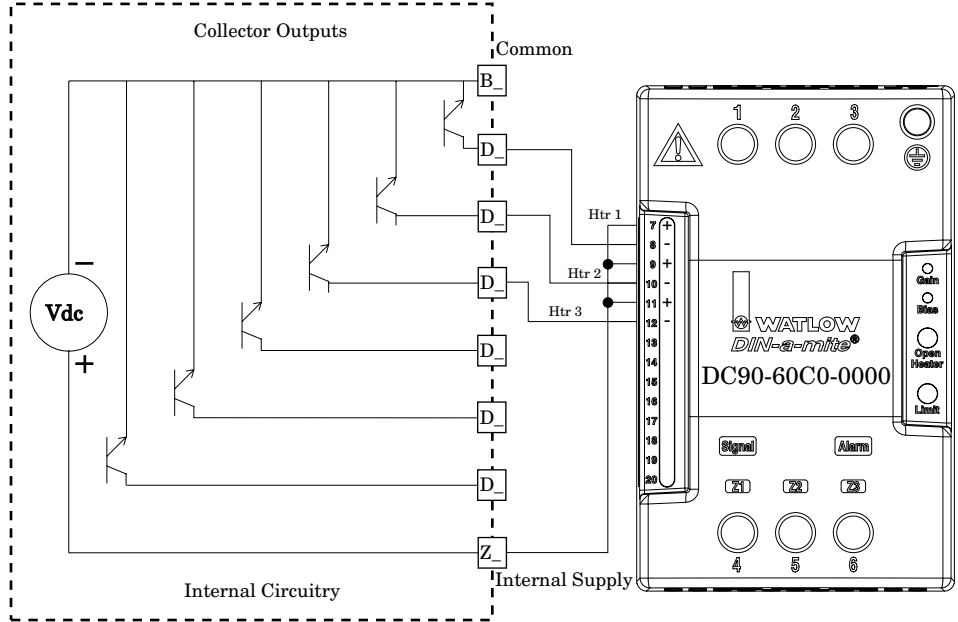 Collector Outputs
Common
B_
D_
D_
D_
D_
D_
D_
Z_
Vdc
−
+
Internal Circuitry
Internal Supply
Htr 1
Htr 2
Htr 3
1 2 3
7 +
8 -
9 +
10 -
11 +
12 -
13
14
15
16
17
18
19
20
Gain
Bias
Open
Heater
Limit
WATLOW
DIN-a-mite®
DC90-60C0-0000
Signal Alarm
Z1 Z2 Z3
4 5 6